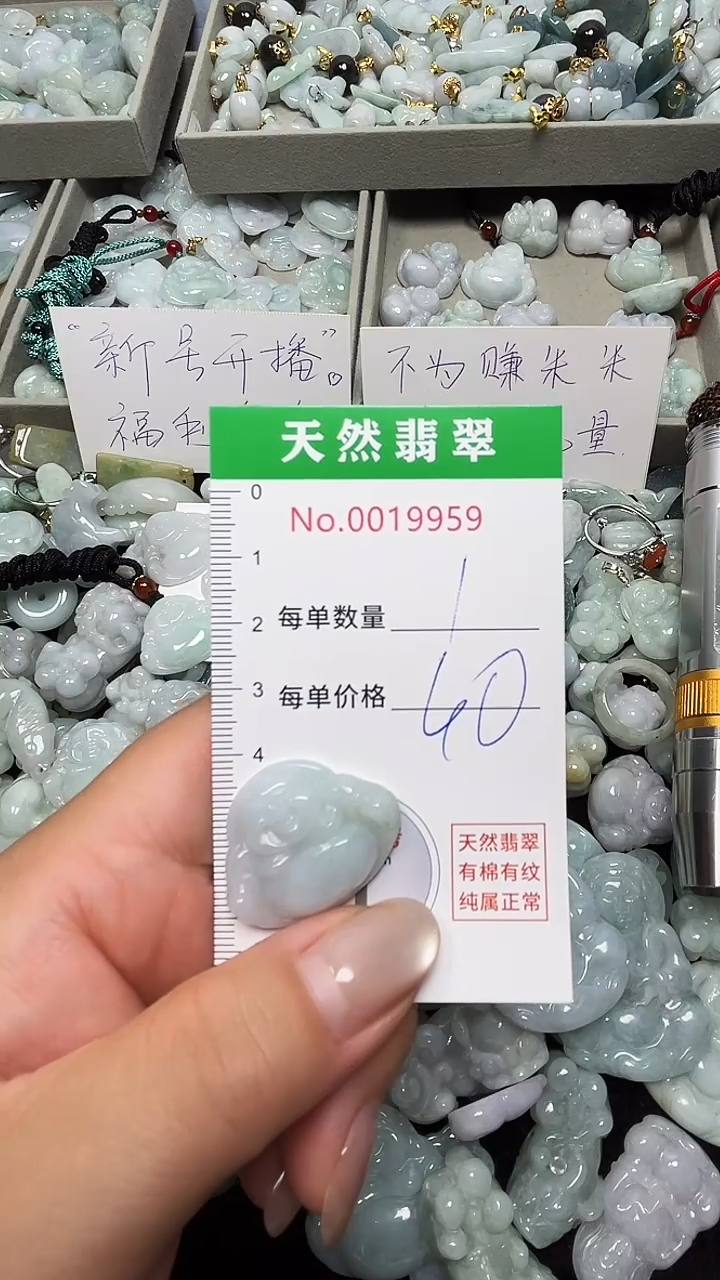 “新号开播”。
福利
不为赚米米
量.
天然翡翠
0
No.0019959
1
2
每单数量 1
3
每单价格 40
4
天然翡翠
有棉有纹
纯属正常